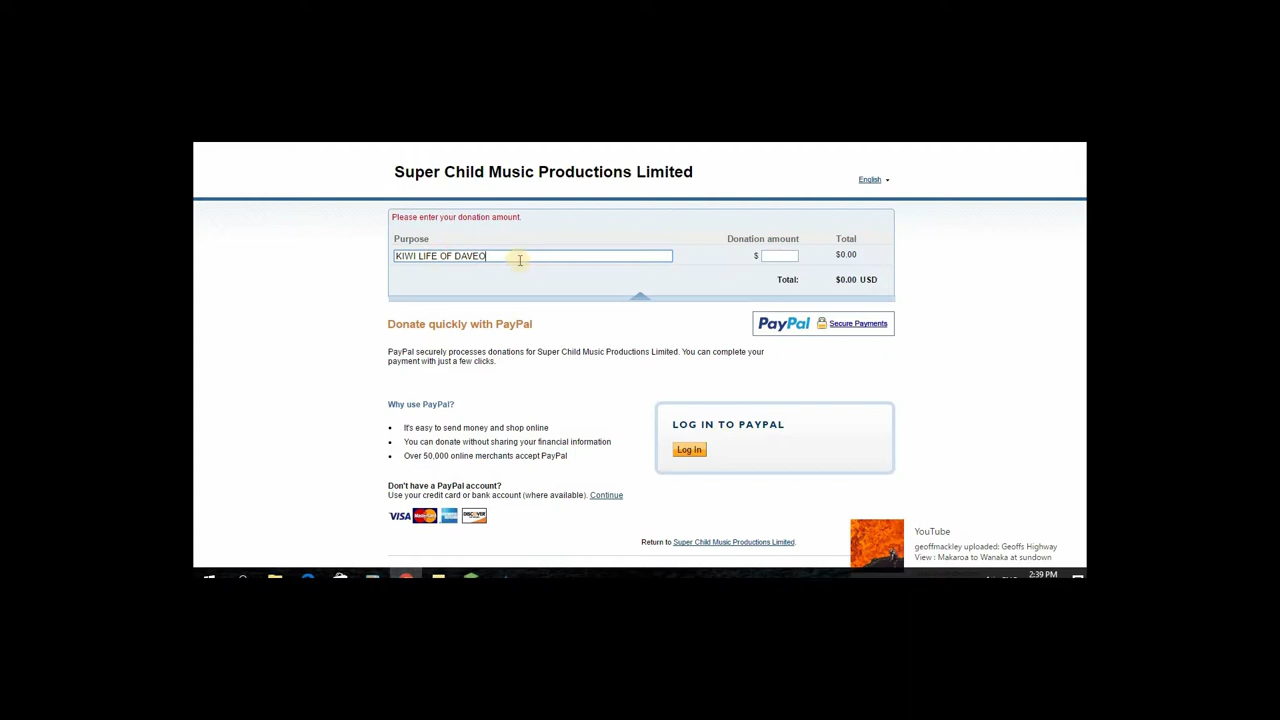 Super Child Music Productions Limited
English
Please enter your donation amount.
Purpose
Donation amount
Total
KIWI LIFE OF DAVEO
$
$0.00
Total:
$0.00 USD
Donate quickly with PayPal
PayPal
Secure Payments
PayPal securely processes donations for Super Child Music Productions Limited. You can complete your
payment with just a few clicks.
Why use PayPal?
It's easy to send money and shop online
You can donate without sharing your financial information
Over 50,000 online merchants accept PayPal
LOG IN TO PAYPAL
Log In
Don't have a PayPal account?
Use your credit card or bank account (where available). Continue
VISA
MasterCard
DISCOVER
Return to Super Child Music Productions Limited.
YouTube
geoffmackley uploaded: Geoffs Highway
View : Makaroa to Wanaka at sundown
2:39 PM